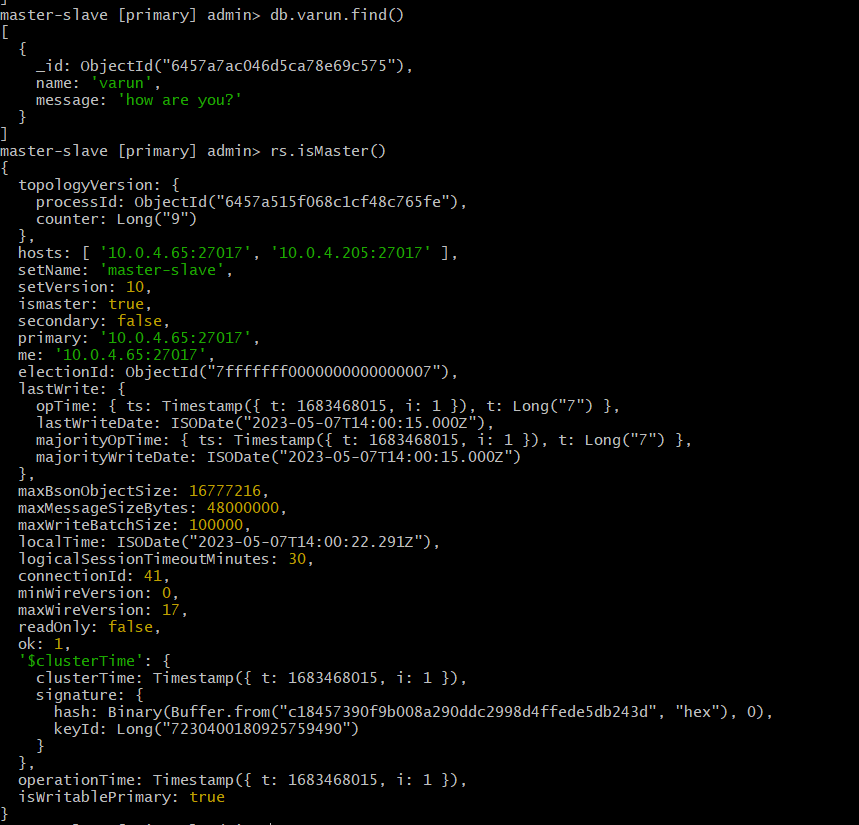 master-slave [primary] admin> db.varun.find()
[
  {
    _id: ObjectId("6457a7ac046d5ca78e69c575"),
    name: 'varun',
    message: 'how are you?'
  }
]
master-slave [primary] admin> rs.isMaster()
{
  topologyVersion: {
    processId: ObjectId("6457a515f068c1cf48c765fe"),
    counter: Long("9")
  },
  hosts: [ '10.0.4.65:27017', '10.0.4.205:27017' ],
  setName: 'master-slave',
  setVersion: 10,
  ismaster: true,
  secondary: false,
  primary: '10.0.4.65:27017',
  me: '10.0.4.65:27017',
  electionId: ObjectId("7fffffff0000000000000007"),
  lastWrite: {
    opTime: { ts: Timestamp({ t: 1683468015, i: 1 }), t: Long("7") },
    lastWriteDate: ISODate("2023-05-07T14:00:15.000Z"),
    majorityOpTime: { ts: Timestamp({ t: 1683468015, i: 1 }), t: Long("7") },
    majorityWriteDate: ISODate("2023-05-07T14:00:15.000Z")
  },
  maxBsonObjectSize: 16777216,
  maxMessageSizeBytes: 48000000,
  maxWriteBatchSize: 100000,
  localTime: ISODate("2023-05-07T14:00:22.291Z"),
  logicalSessionTimeoutMinutes: 30,
  connectionId: 41,
  minWireVersion: 0,
  maxWireVersion: 17,
  readOnly: false,
  ok: 1,
  '$clusterTime': {
    clusterTime: Timestamp({ t: 1683468015, i: 1 }),
    signature: {
      hash: Binary(Buffer.from("c18457390f9b008a290ddc2998d4ffede5db243d", "hex"), 0),
      keyId: Long("7230400180925759490")
    }
  },
  operationTime: Timestamp({ t: 1683468015, i: 1 }),
  isWritablePrimary: true
}